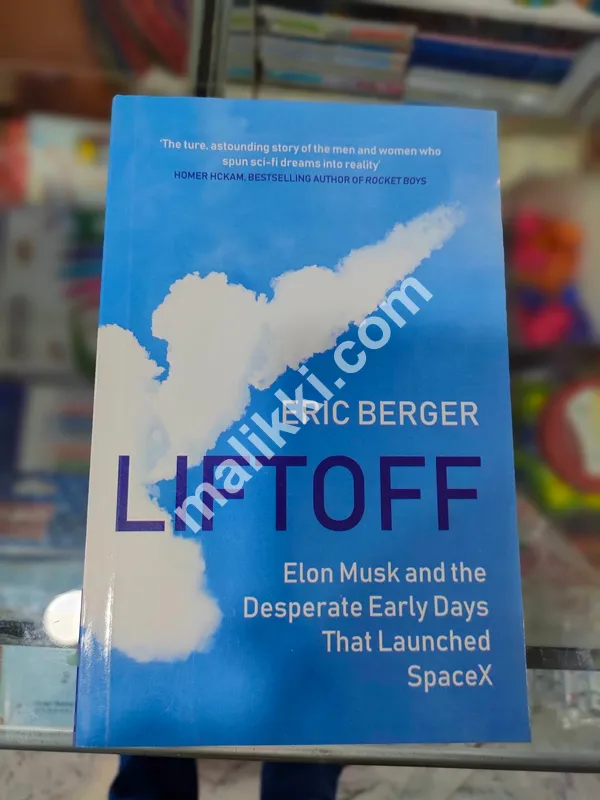 'The ture, astounding story of the men and women who
spun sci-fi dreams into reality'
HOMER HCKAM, BESTSELLING AUTHOR OF ROCKET BOYS
ERIC BERGER
LIFTOFF
malikki.com
Elon Musk and the
Desperate Early Days
That Launched
SpaceX